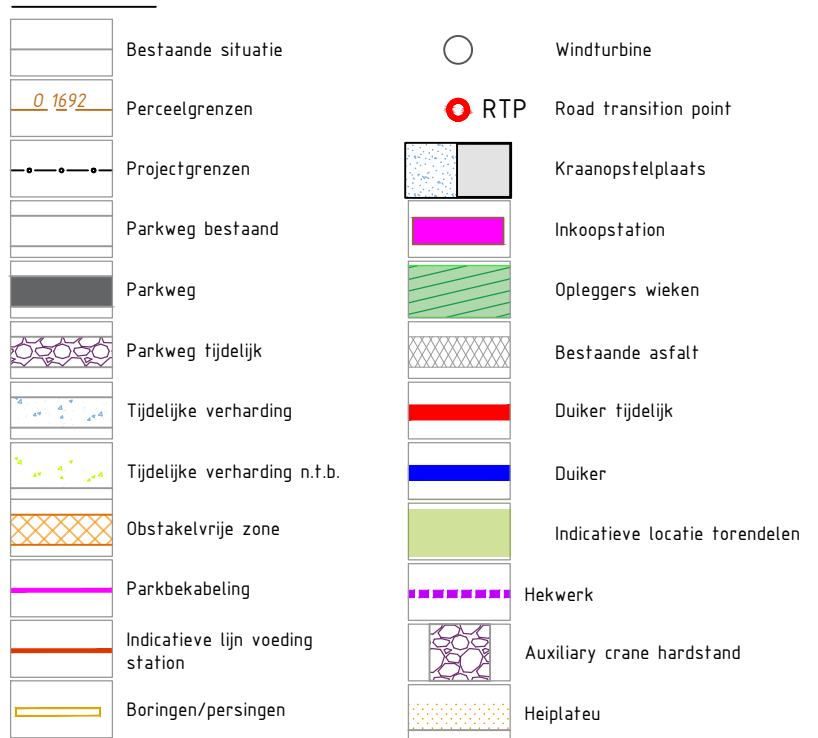 Bestaande situatie
O 1692
Perceelgrenzen
Projectgrenzen
Parkweg bestaand
Parkweg
Parkweg tijdelijk
Tijdelijke verharding
Tijdelijke verharding n.t.b.
Obstakelvrije zone
Parkbekabeling
Indicatieve lijn voeding
station
Boringen/persingen
Windturbine
RTP
Road transition point
Kraanopstelplaats
Inkoopstation
Opleggers wieken
Bestaande asfalt
Duiker tijdelijk
Duiker
Indicatieve locatie torendelen
Hekwerk
Auxiliary crane hardstand
Heiplateu